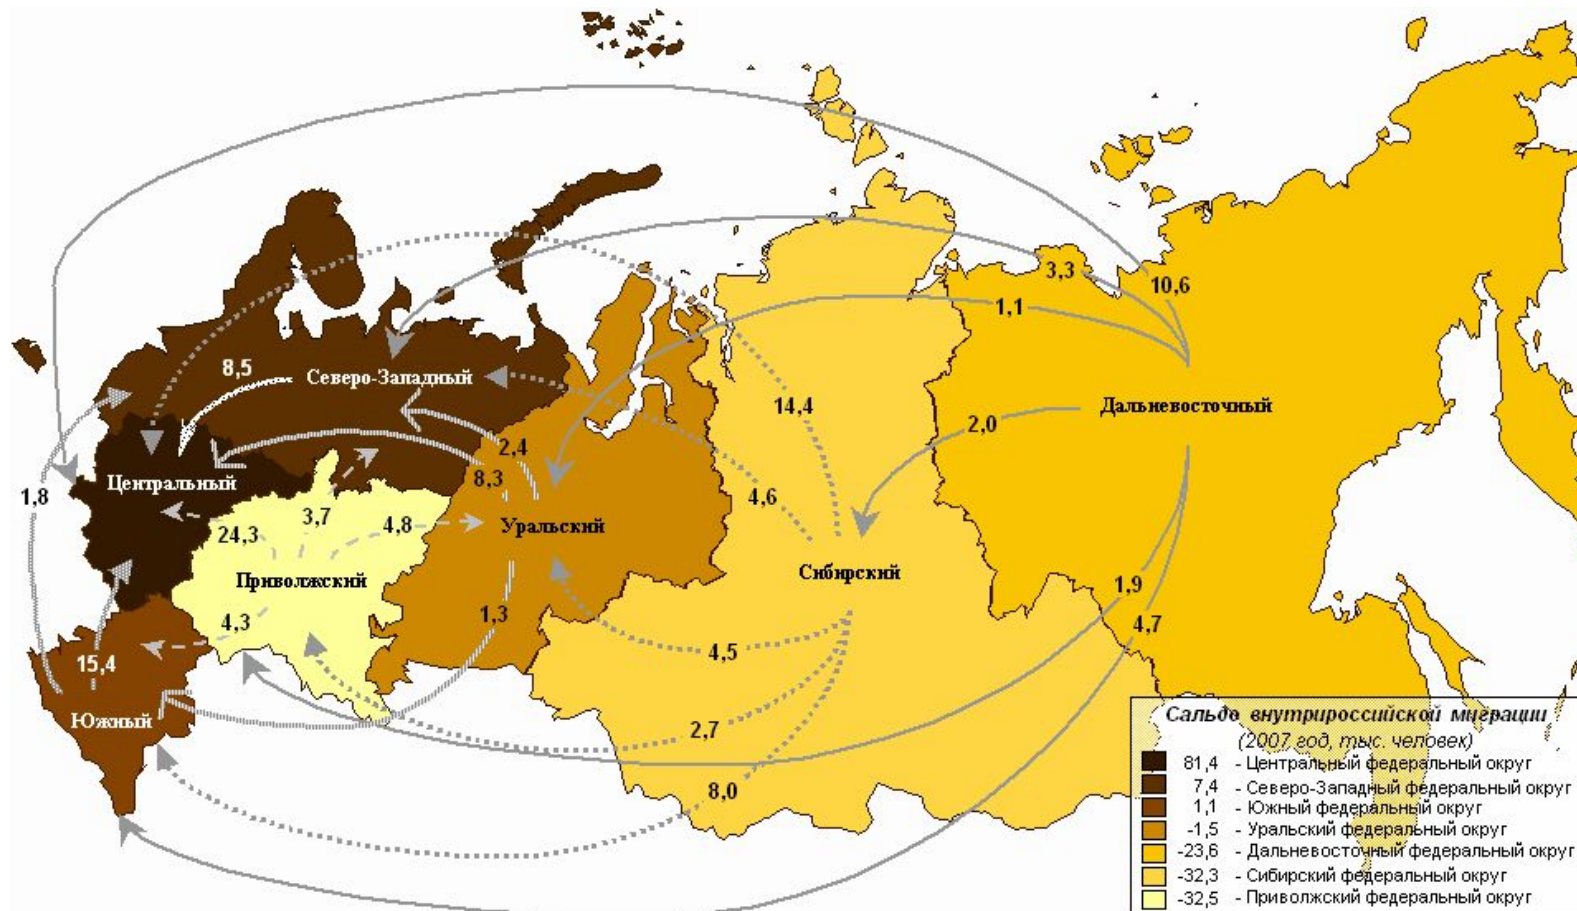 3,3
10,6
1,1
8,5
Северо-Западный
14,4
Дальневосточный
2,0
2,4
8,3
Центральный
1,8
4,6
24,3
3,7
4,8
Уральский
Приволжский
Сибирский
1,9
4,3
1,3
4,7
15,4
4,5
Южный
2,7
8,0
Сальдо внутрироссийской миграции
(2007 год, тыс. человек)
81,4 - Центральный федеральный округ
7,4 - Северо-Западный федеральный округ
1,1 - Южный федеральный округ
-1,5 - Уральский федеральный округ
-23,6 - Дальневосточный федеральный округ
-32,3 - Сибирский федеральный округ
-32,5 - Приволжский федеральный округ